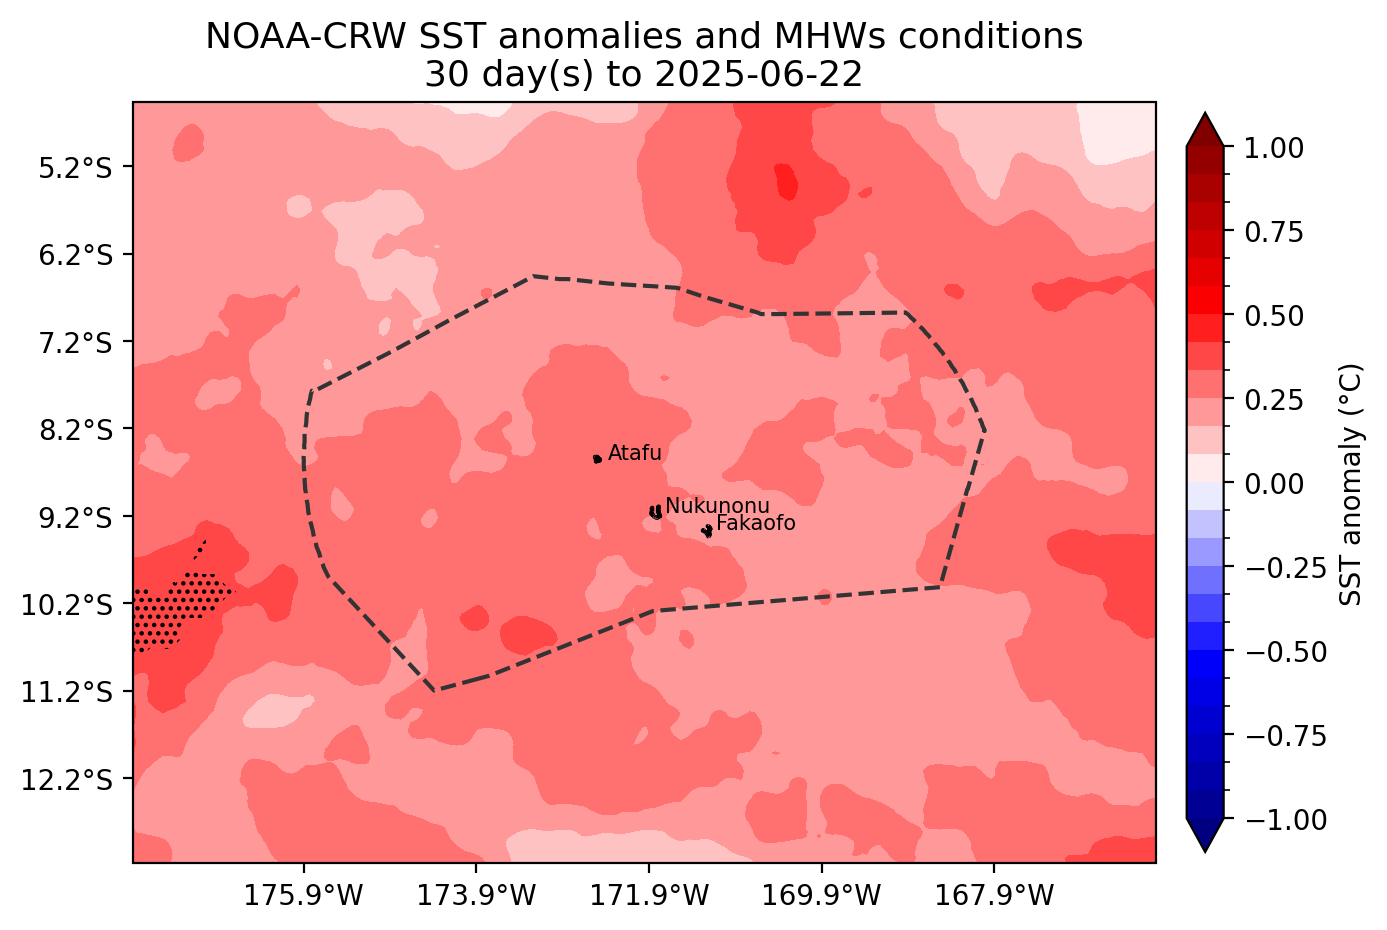 NOAA-CRW SST anomalies and MHWs conditions
30 day(s) to 2025-06-22
5.2°S
6.2°S
7.2°S
8.2°S
9.2°S
10.2°S
11.2°S
12.2°S
Atafu
Nukunonu
Fakaofo
175.9°W
173.9°W
171.9°W
169.9°W
167.9°W
1.00
0.75
0.50
0.25
0.00
−0.25
−0.50
−0.75
−1.00
SST anomaly (°C)